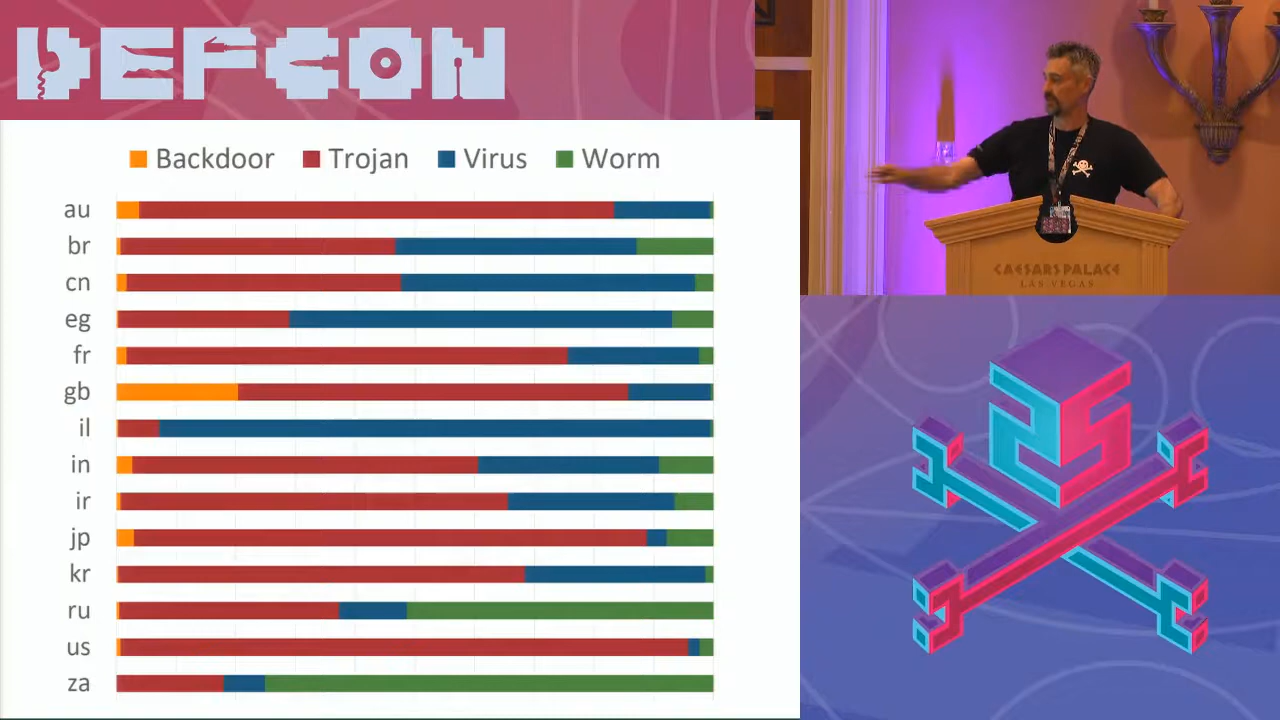 DEFCON
Backdoor Trojan Virus Worm
au
br
cn
eg
fr
gb
il
in
ir
jp
kr
ru
us
za
CAESARS PALACE
LAS VEGAS
25